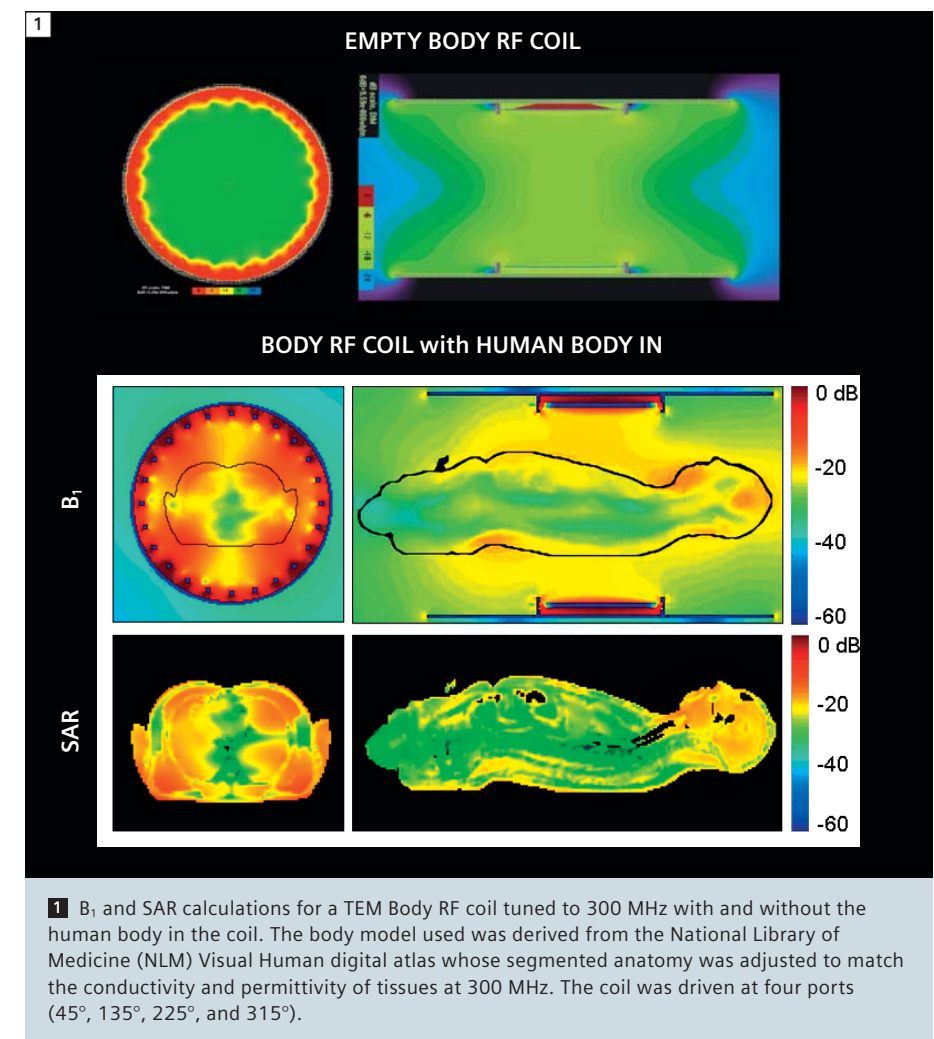 1
EMPTY BODY RF COIL
BODY RF COIL with HUMAN BODY IN
B₁
0 dB
-20
-40
-60
SAR
0 dB
-20
-40
-60
1 B₁ and SAR calculations for a TEM Body RF coil tuned to 300 MHz with and without the
human body in the coil. The body model used was derived from the National Library of
Medicine (NLM) Visual Human digital atlas whose segmented anatomy was adjusted to match
the conductivity and permittivity of tissues at 300 MHz. The coil was driven at four ports
(45°, 135°, 225°, and 315°).